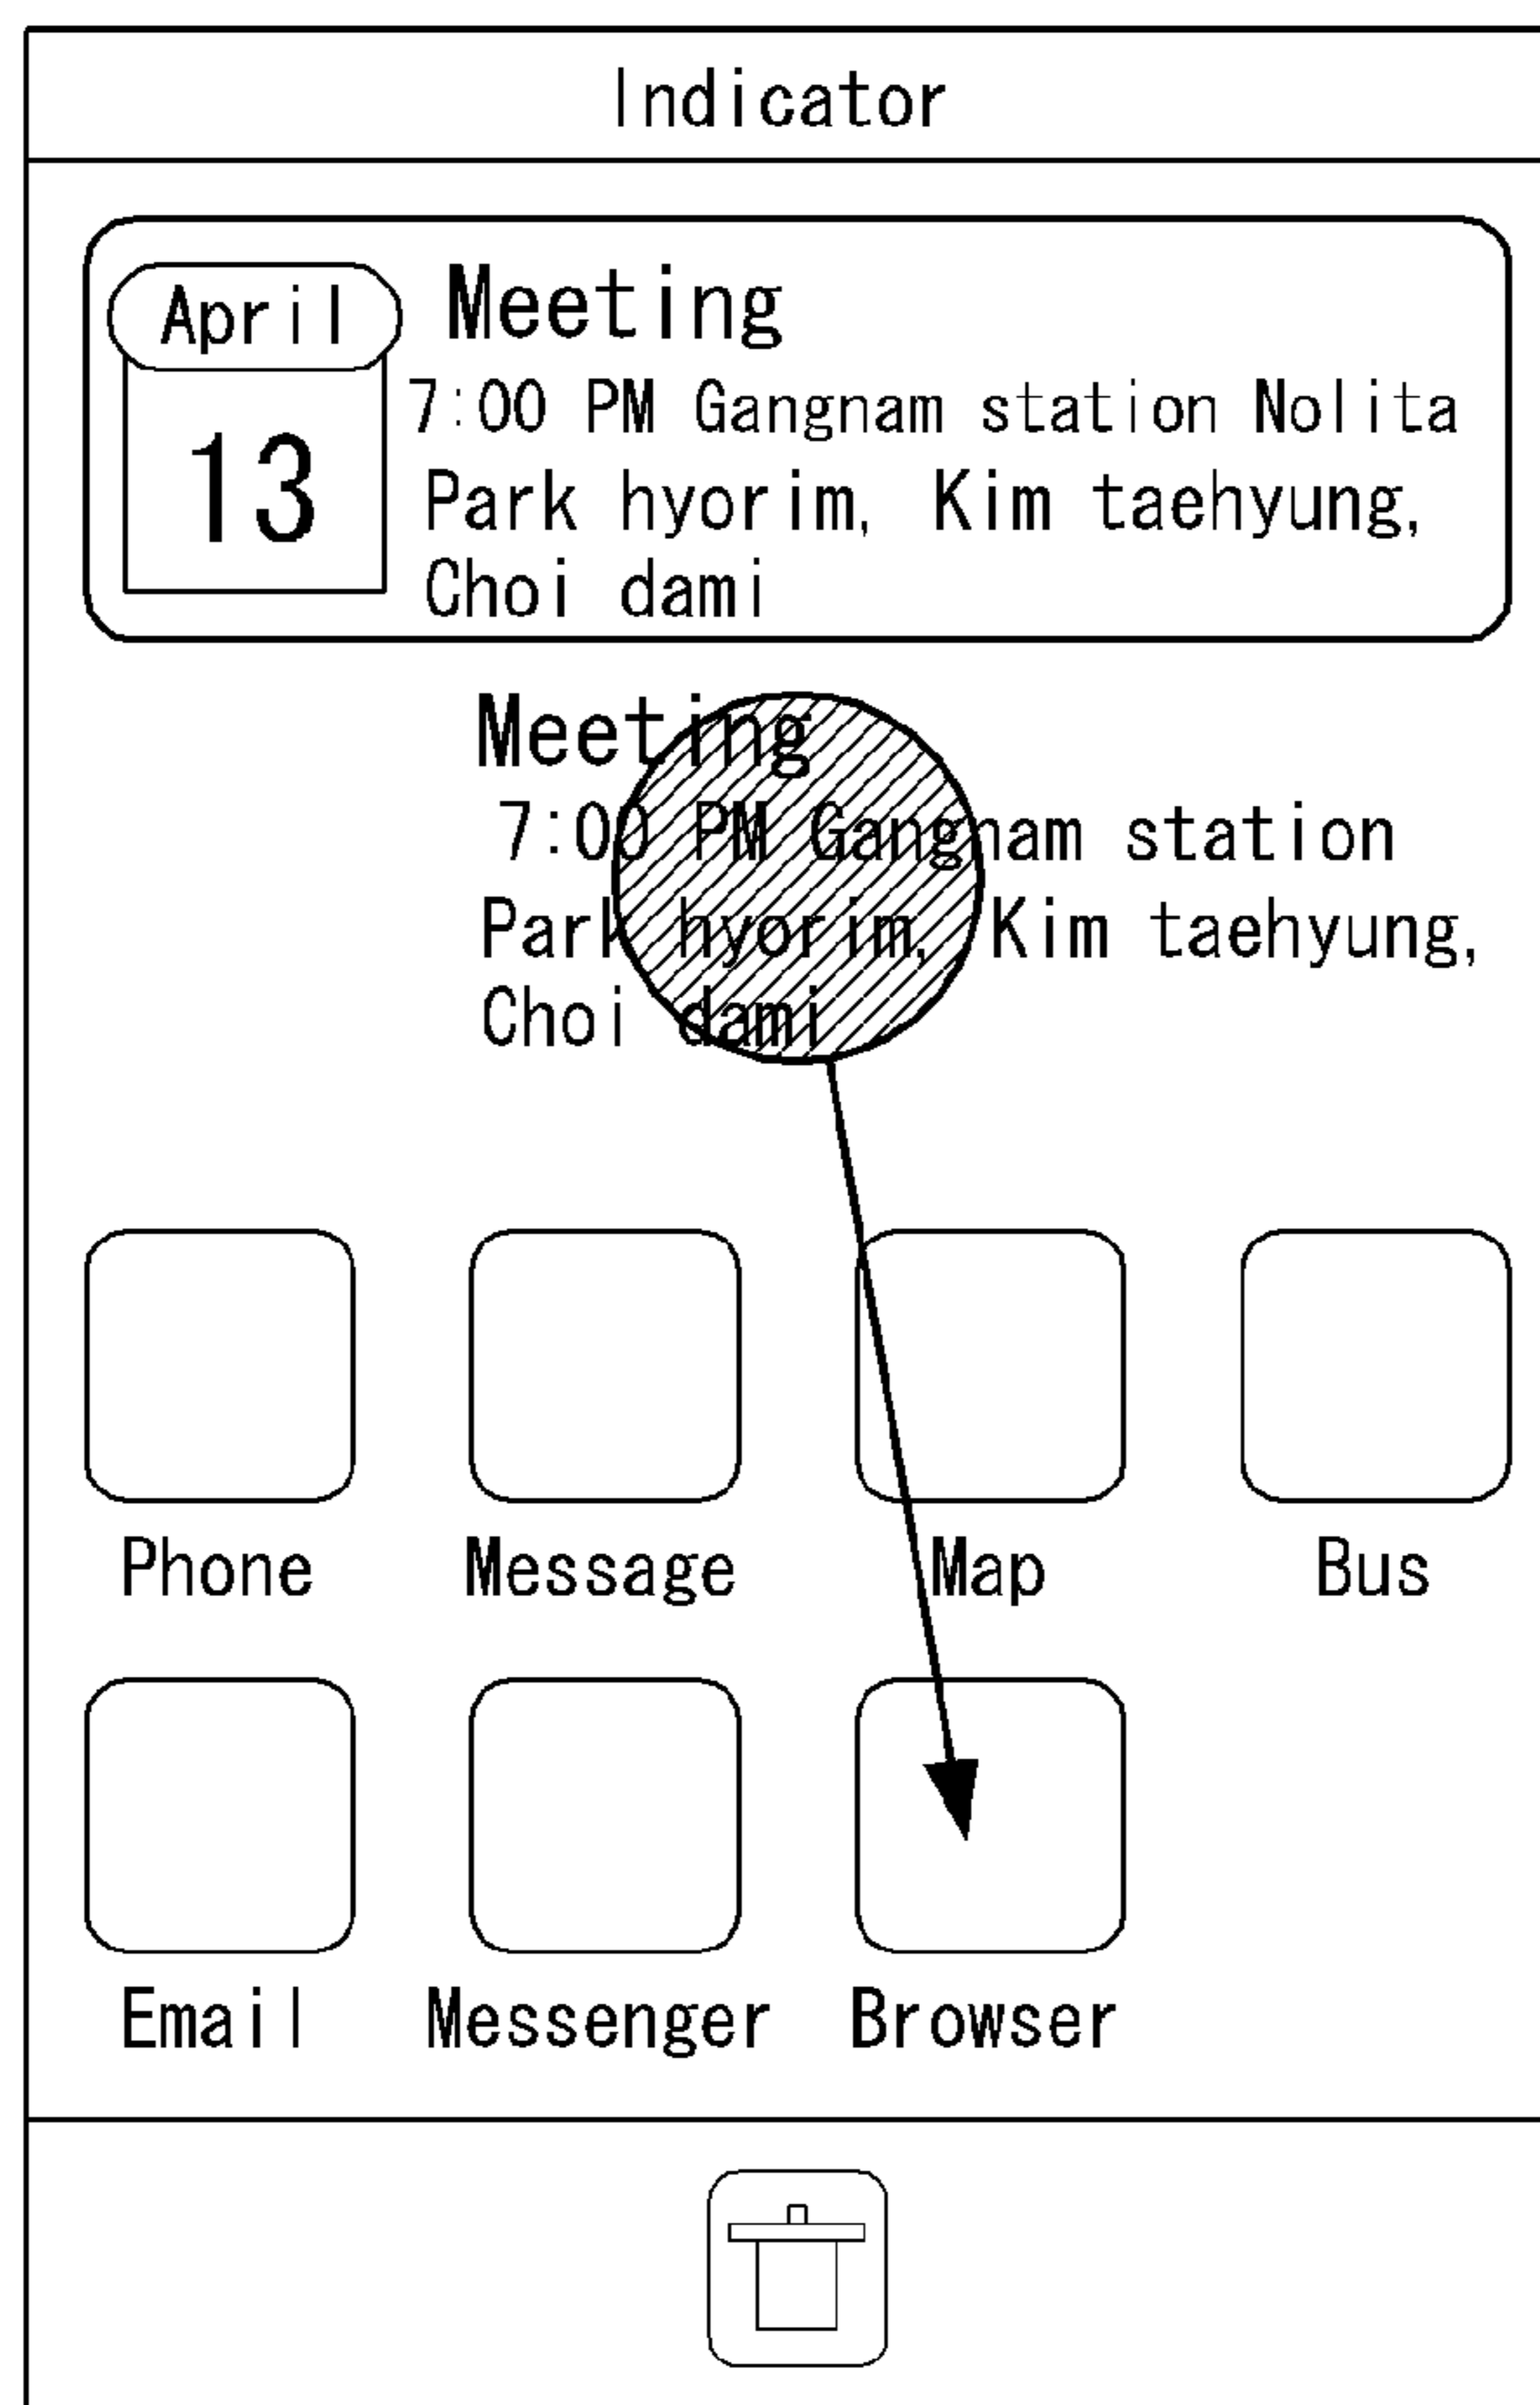 Indicator
April
13
Meeting
7:00 PM Gangnam station Nolita
Park hyorim, Kim taehyung,
Choi dami
Meeting
7:00 PM Gangnam station
Park hyorim, Kim taehyung,
Choi dami
Phone Message Map Bus
Email Messenger Browser